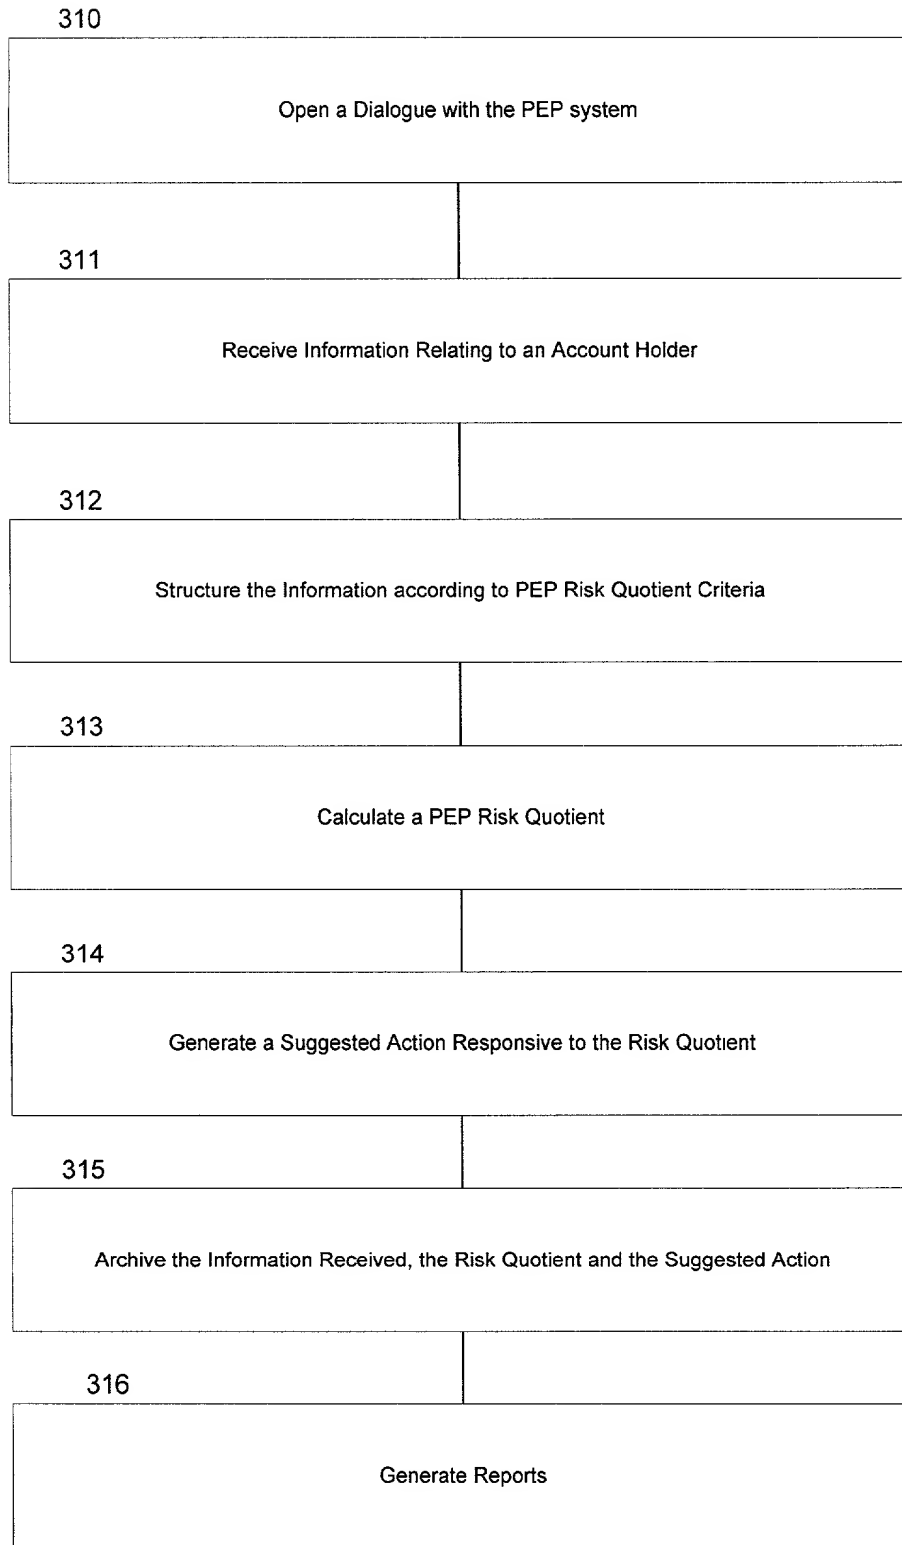 310
Open a Dialogue with the PEP system
311
Receive Information Relating to an Account Holder
312
Structure the Information according to PEP Risk Quotient Criteria
313
Calculate a PEP Risk Quotient
314
Generate a Suggested Action Responsive to the Risk Quotient
315
Archive the Information Received, the Risk Quotient and the Suggested Action
316
Generate Reports